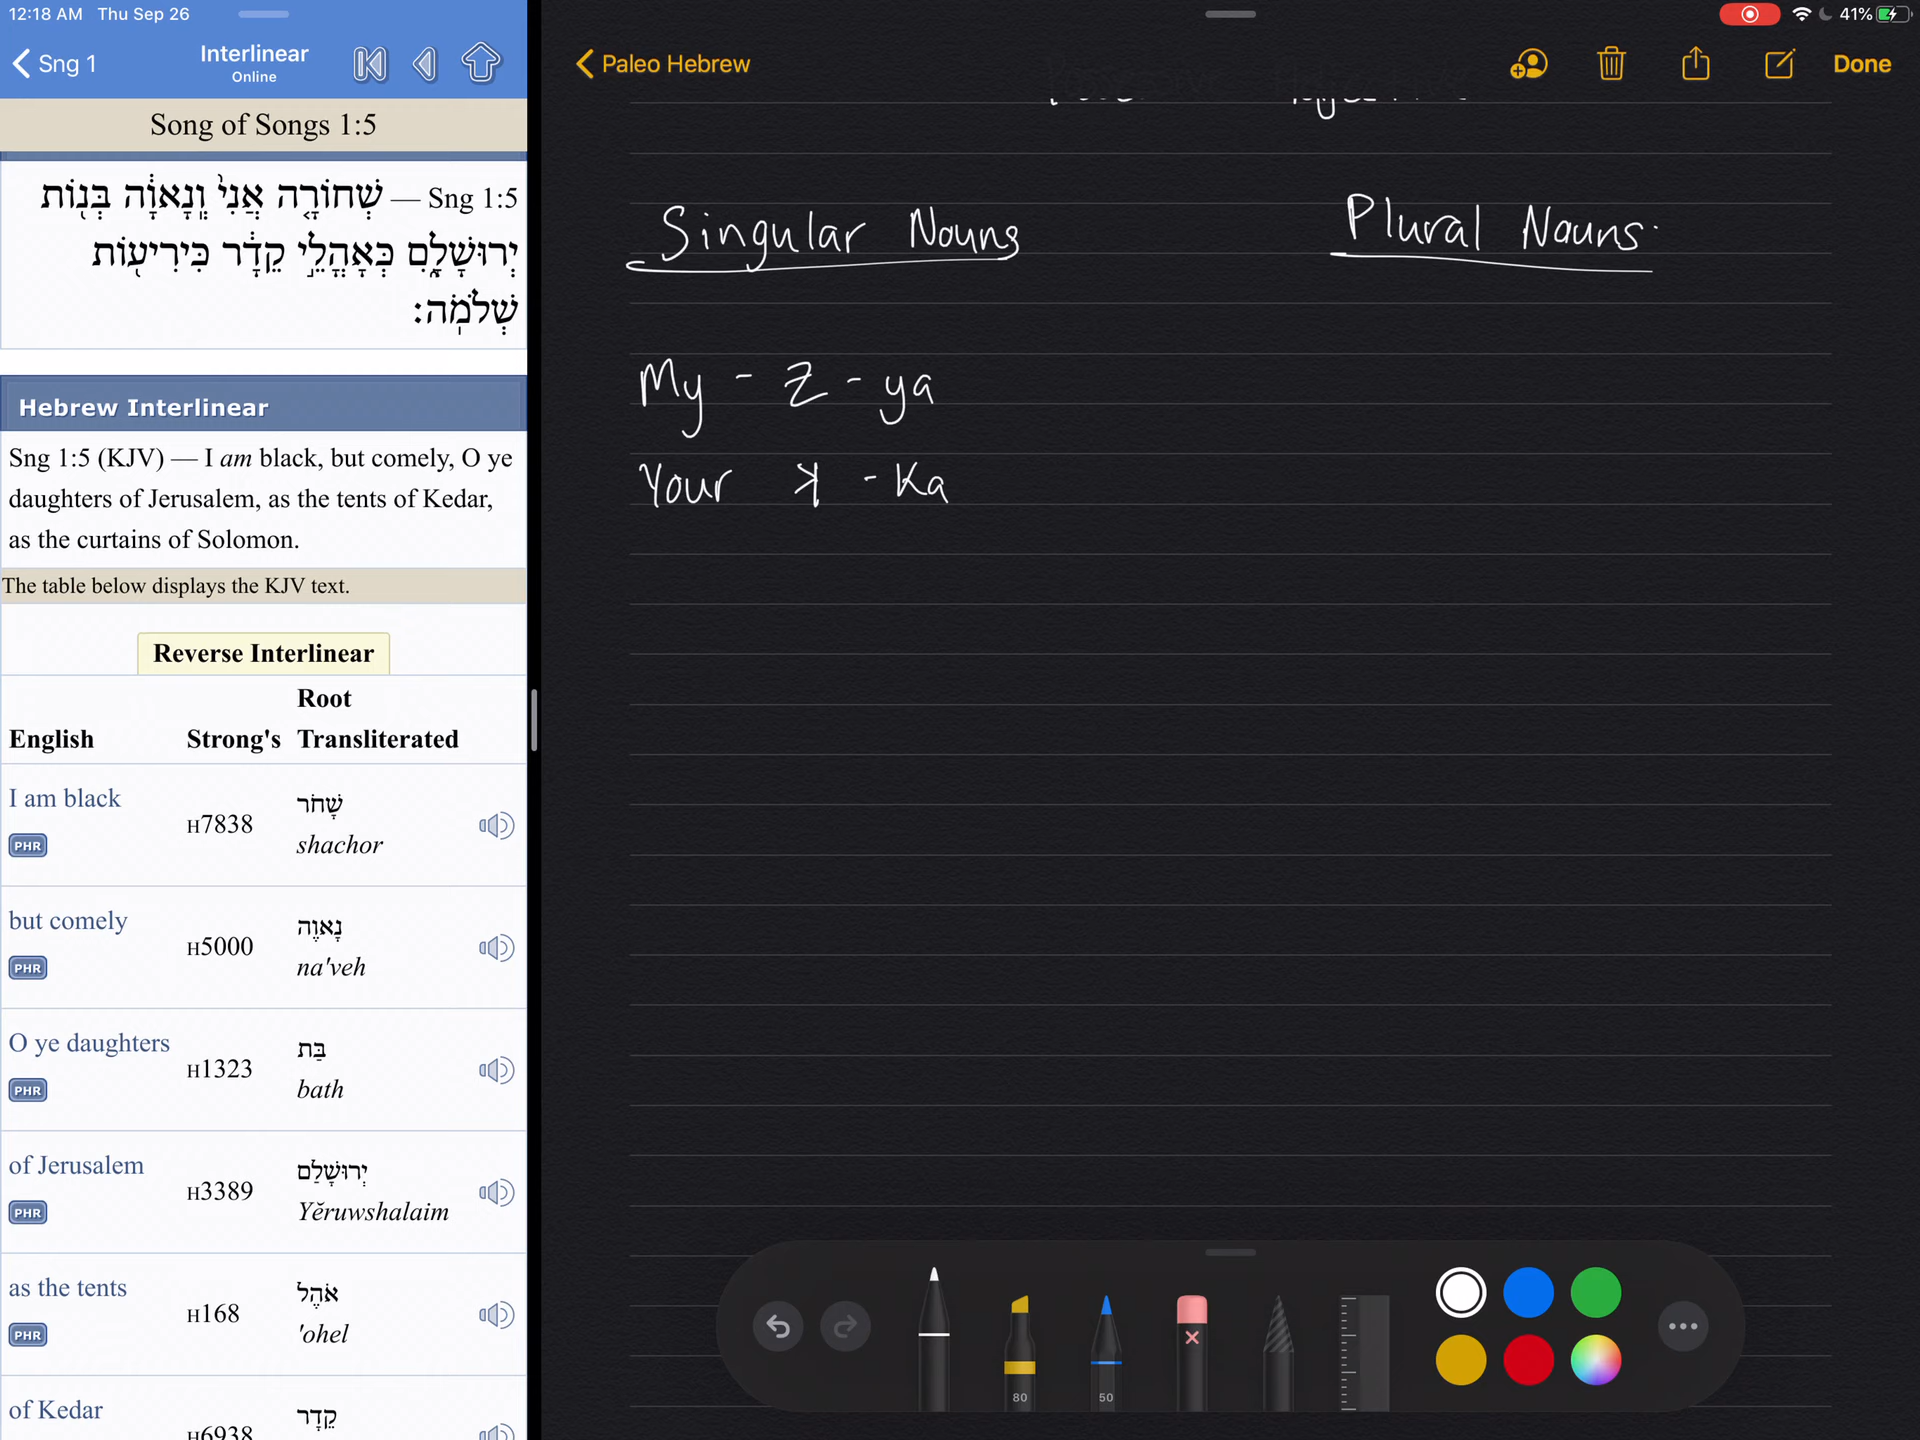 12:18 AM Thu Sep 26
Sng 1
Interlinear
Online
Song of Songs 1:5
Sng 1:5 — שְׁחוֹרָ֤ה אֲנִי֙ וְֽנָאוָ֔ה בְּנ֖וֹת
יְרוּשָׁלִָ֑ם כְּאָהֳלֵ֣י קֵדָ֔ר כִּירִיע֖וֹת
שְׁלֹמֹֽה׃
Hebrew Interlinear
Sng 1:5 (KJV) — I am black, but comely, O ye
daughters of Jerusalem, as the tents of Kedar,
as the curtains of Solomon.
The table below displays the KJV text.
Reverse Interlinear
English Strong's Root Transliterated
I am black H7838 שָׁחֹר
PHR shachor
but comely H5000 נָאוֶה
PHR na'veh
O ye daughters H1323 בַּת
PHR bath
of Jerusalem H3389 יְרוּשָׁלַם
PHR Yĕruwshalaim
as the tents H168 אֹהֶל
PHR 'ohel
of Kedar H6938 קֵדָר
41%
Paleo Hebrew
Done
Singular Nouns
Plural Nouns.
My - Z - ya
Your - Ka
80
50